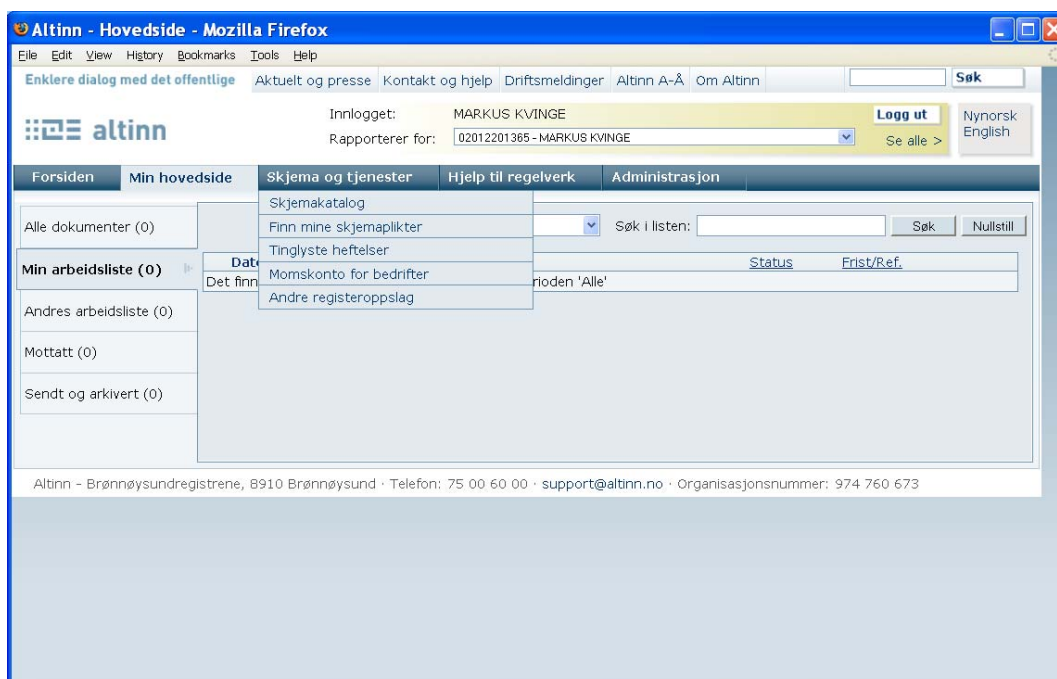 Altinn - Hovedside - Mozilla Firefox
File Edit View History Bookmarks Tools Help
Enklere dialog med det offentlige Aktuelt og presse Kontakt og hjelp Driftsmeldinger Altinn A-Å Om Altinn Søk
altinn
Innlogget: MARKUS KVINGE Logg ut
Rapporterer for: 02012201365 - MARKUS KVINGE Se alle >
Nynorsk
English
Forsiden Min hovedside Skjema og tjenester Hjelp til regelverk Administrasjon
Skjemakatalog
Finn mine skjemaplikter
Tinglyste heftelser
Momskonto for bedrifter
Andre registeroppslag
Alle dokumenter (0)
Min arbeidsliste (0)
Andres arbeidsliste (0)
Mottatt (0)
Sendt og arkivert (0)
Søk i listen: Søk Nullstill
Status Frist/Ref.
Det rioden 'Alle'
Altinn - Brønnøysundregistrene, 8910 Brønnøysund · Telefon: 75 00 60 00 · support@altinn.no · Organisasjonsnummer: 974 760 673